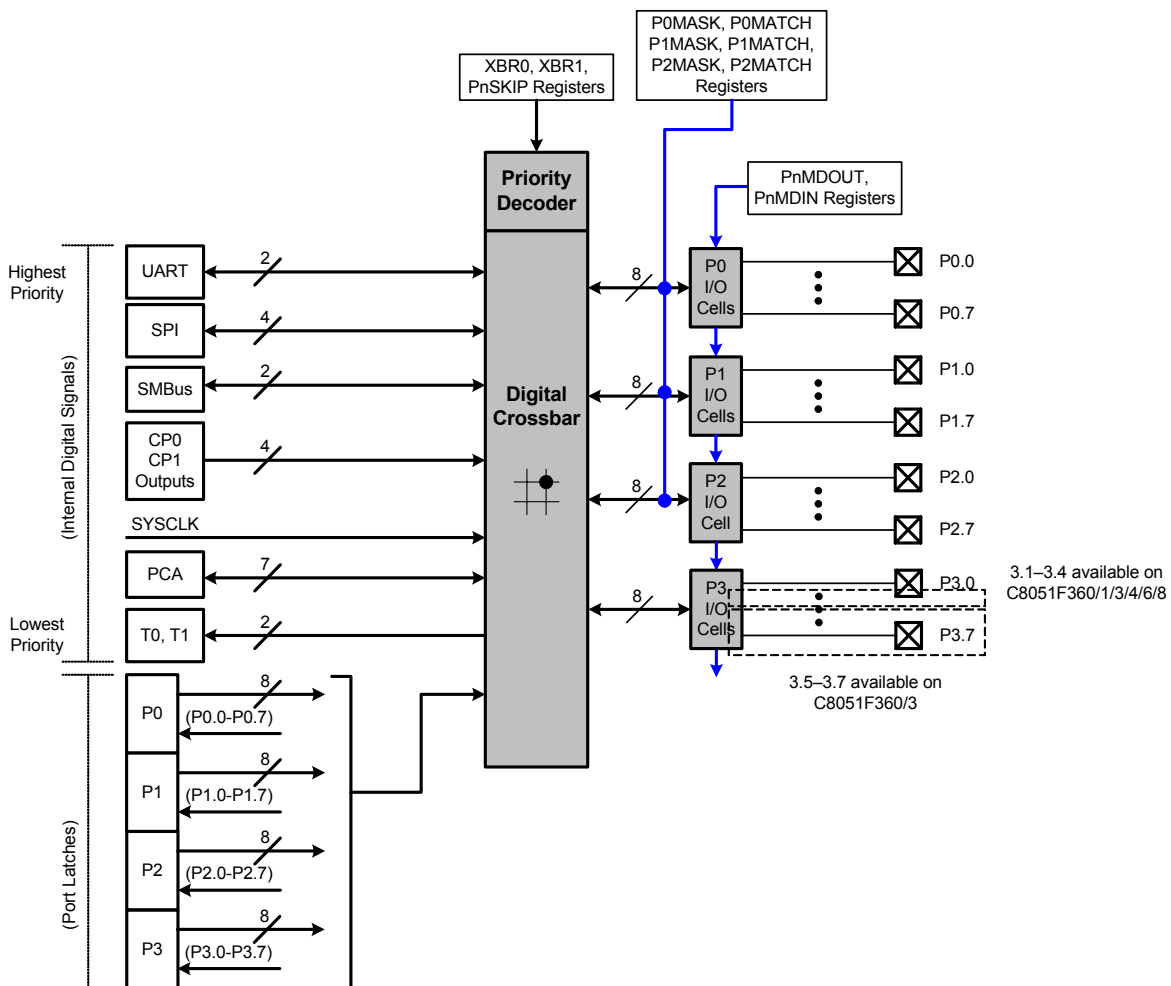 P0MASK, P0MATCH
P1MASK, P1MATCH,
P2MASK, P2MATCH
Registers
XBR0, XBR1,
PnSKIP Registers
PnMDOUT,
PnMDIN Registers
Priority
Decoder
Digital
Crossbar
Highest
Priority
(Internal Digital Signals)
Lowest
Priority
UART
2
SPI
4
SMBus
2
CP0
CP1
Outputs
4
SYSCLK
PCA
7
T0, T1
2
(Port Latches)
P0
8
(P0.0-P0.7)
P1
8
(P1.0-P1.7)
P2
8
(P2.0-P2.7)
P3
8
(P3.0-P3.7)
8
P0
I/O
Cells
P0.0
P0.7
8
P1
I/O
Cells
P1.0
P1.7
8
P2
I/O
Cell
P2.0
P2.7
8
P3
I/O
Cells
P3.0
P3.7
3.1–3.4 available on
C8051F360/1/3/4/6/8
3.5–3.7 available on
C8051F360/3